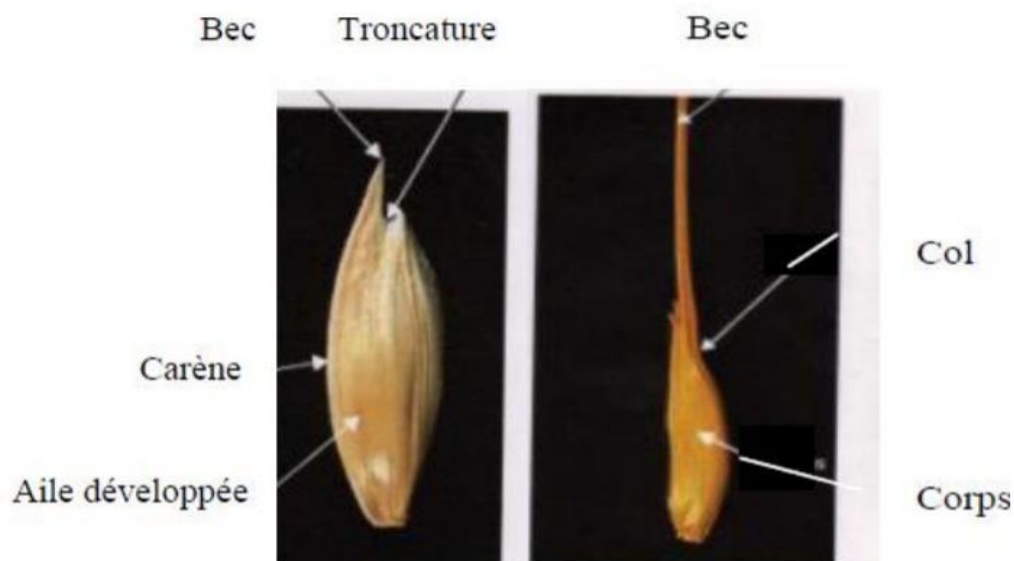 Bec Troncature Bec
Col
Carène
Aile développée
Corps